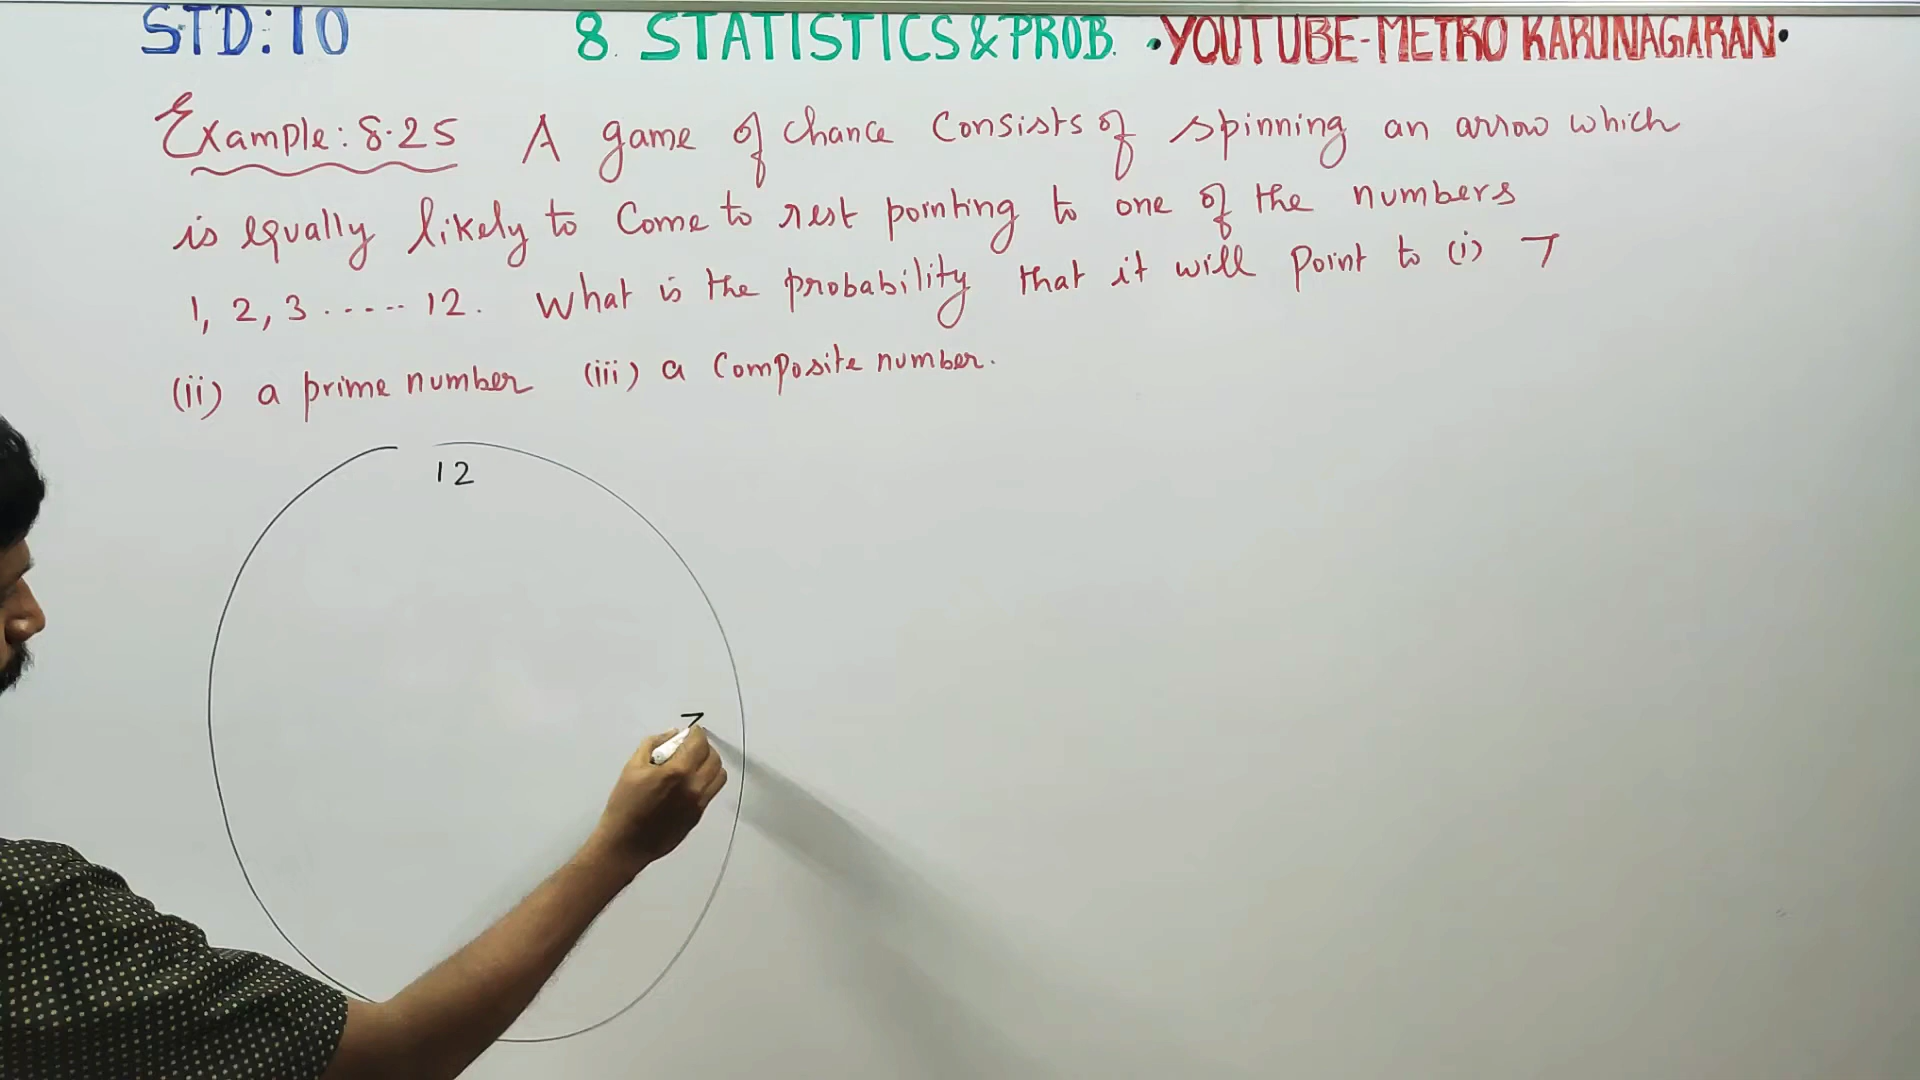 STD:10 8. STATISTICS & PROB. •YOUTUBE-METRO KARUNAGARAN•
Example: 8.25 A game of chance consists of spinning an arrow which
is equally likely to come to rest pointing to one of the numbers
1, 2, 3 ..... 12. What is the probability that it will point to (i) 7
(ii) a prime number (iii) a composite number.
12